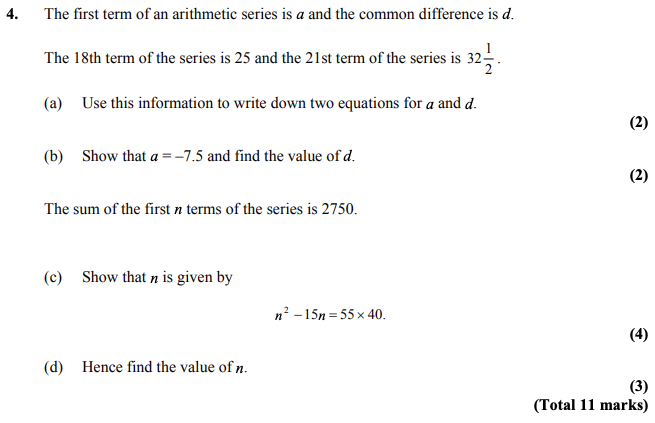 4. The first term of an arithmetic series is a and the common difference is d.
The 18th term of the series is 25 and the 21st term of the series is 32 1/2.
(a) Use this information to write down two equations for a and d.
(2)
(b) Show that a = –7.5 and find the value of d.
(2)
The sum of the first n terms of the series is 2750.
(c) Show that n is given by
n² – 15n = 55 × 40.
(4)
(d) Hence find the value of n.
(3)
(Total 11 marks)